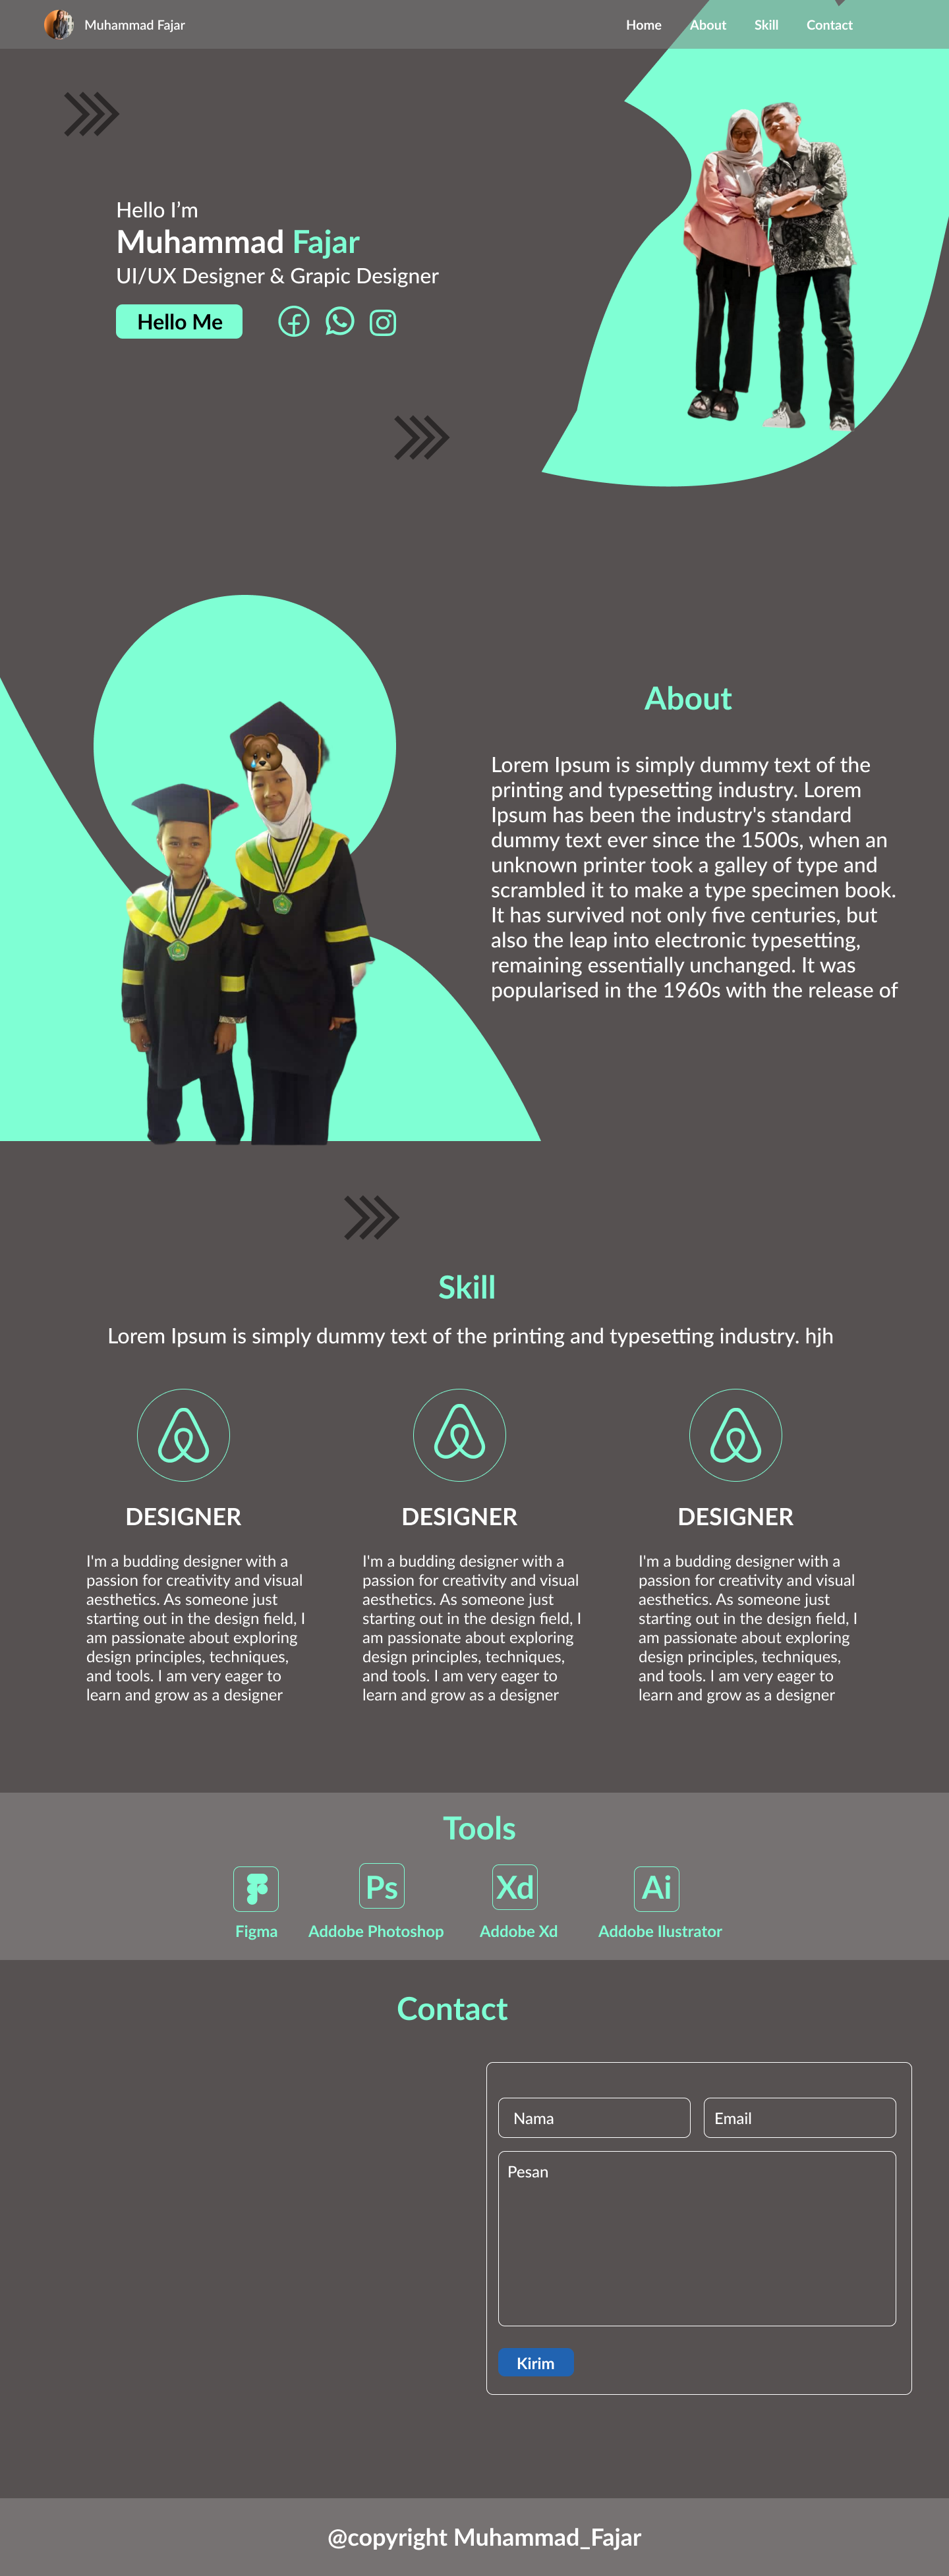 Muhammad Fajar
Home About Skill Contact
Hello I'm
Muhammad Fajar
UI/UX Designer & Grapic Designer
Hello Me
About
Lorem Ipsum is simply dummy text of the
printing and typesetting industry. Lorem
Ipsum has been the industry's standard
dummy text ever since the 1500s, when an
unknown printer took a galley of type and
scrambled it to make a type specimen book.
It has survived not only five centuries, but
also the leap into electronic typesetting,
remaining essentially unchanged. It was
popularised in the 1960s with the release of
Skill
Lorem Ipsum is simply dummy text of the printing and typesetting industry. hjh
DESIGNER
I'm a budding designer with a
passion for creativity and visual
aesthetics. As someone just
starting out in the design field, I
am passionate about exploring
design principles, techniques,
and tools. I am very eager to
learn and grow as a designer
DESIGNER
I'm a budding designer with a
passion for creativity and visual
aesthetics. As someone just
starting out in the design field, I
am passionate about exploring
design principles, techniques,
and tools. I am very eager to
learn and grow as a designer
DESIGNER
I'm a budding designer with a
passion for creativity and visual
aesthetics. As someone just
starting out in the design field, I
am passionate about exploring
design principles, techniques,
and tools. I am very eager to
learn and grow as a designer
Tools
Ps Xd Ai
Figma Addobe Photoshop Addobe Xd Addobe Ilustrator
Contact
Nama Email
Pesan
Kirim
@copyright Muhammad_Fajar